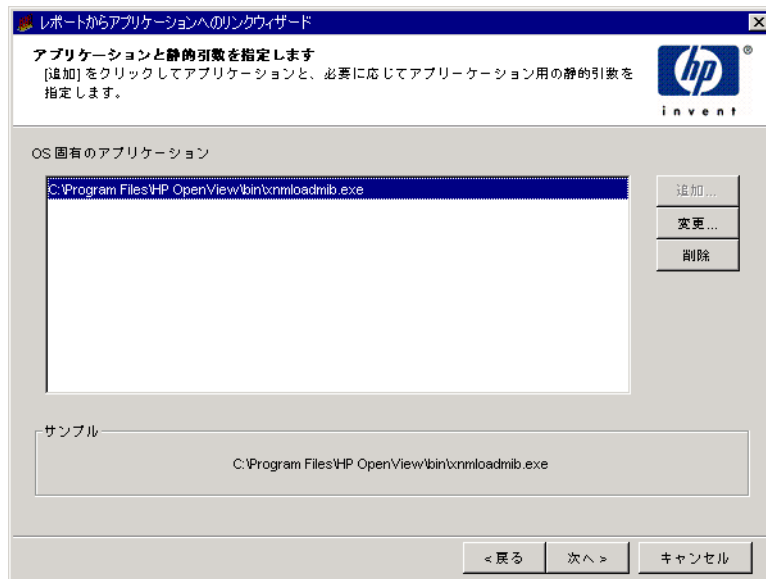 レポートからアプリケーションへのリンクウィザード
アプリケーションと静的引数を指定します
[追加] をクリックしてアプリケーションと、必要に応じてアプリーケーション用の静的引数を
指定します。
hp
®
invent
OS 固有のアプリケーション
C:\Program Files\HP OpenView\bin\xnmloadmib.exe
追加...
変更...
削除
サンプル
C:\Program Files\HP OpenView\bin\xnmloadmib.exe
< 戻る
次へ >
キャンセル